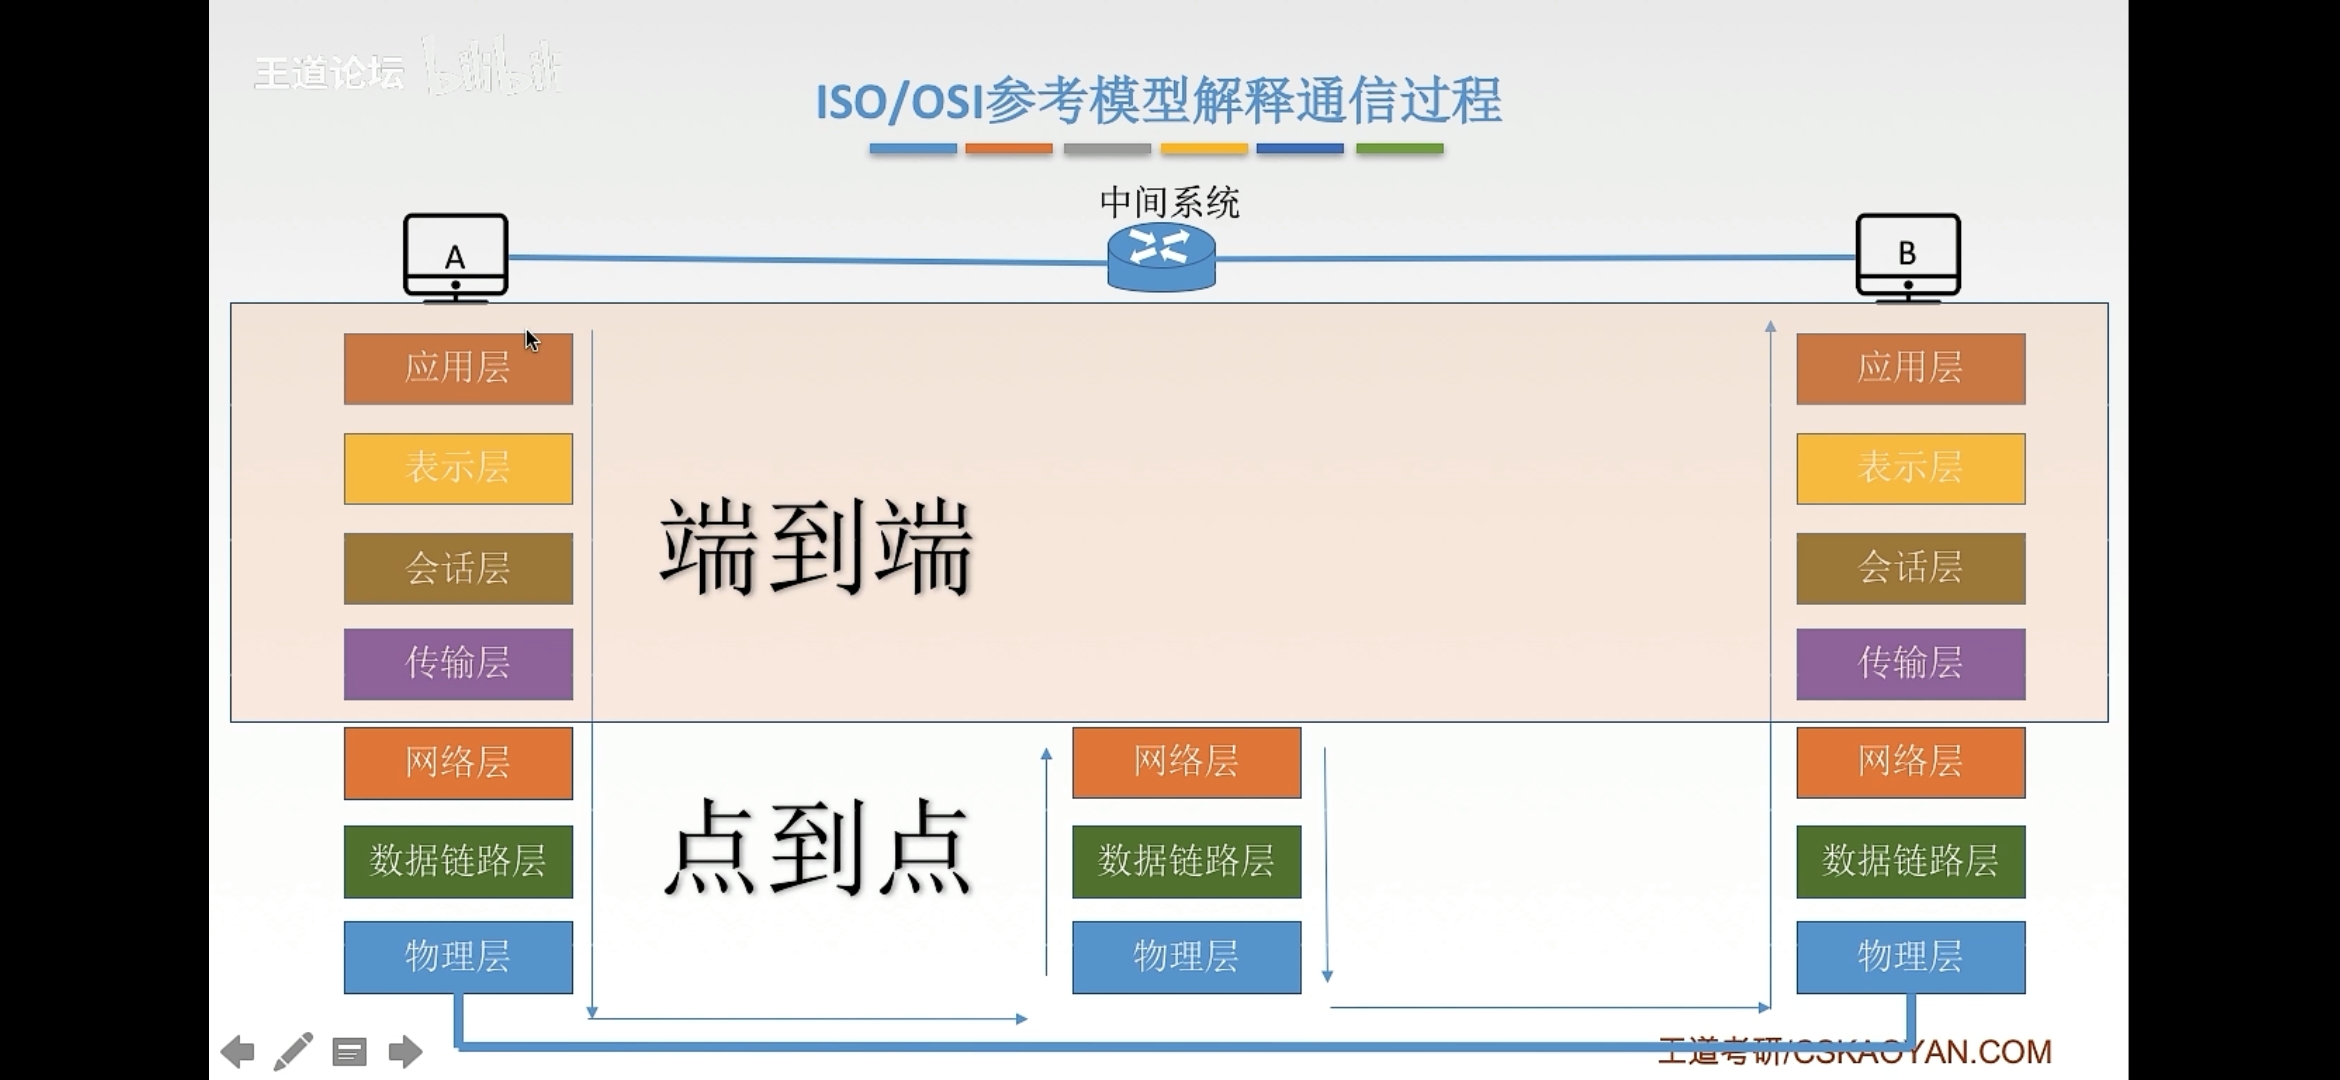 王道论坛 bilibili
ISO/OSI参考模型解释通信过程
中间系统
A
B
应用层
应用层
表示层
表示层
端到端
会话层
会话层
传输层
传输层
网络层
网络层
网络层
点到点
数据链路层
数据链路层
数据链路层
物理层
物理层
物理层
王道考研/CSKAOYAN.COM